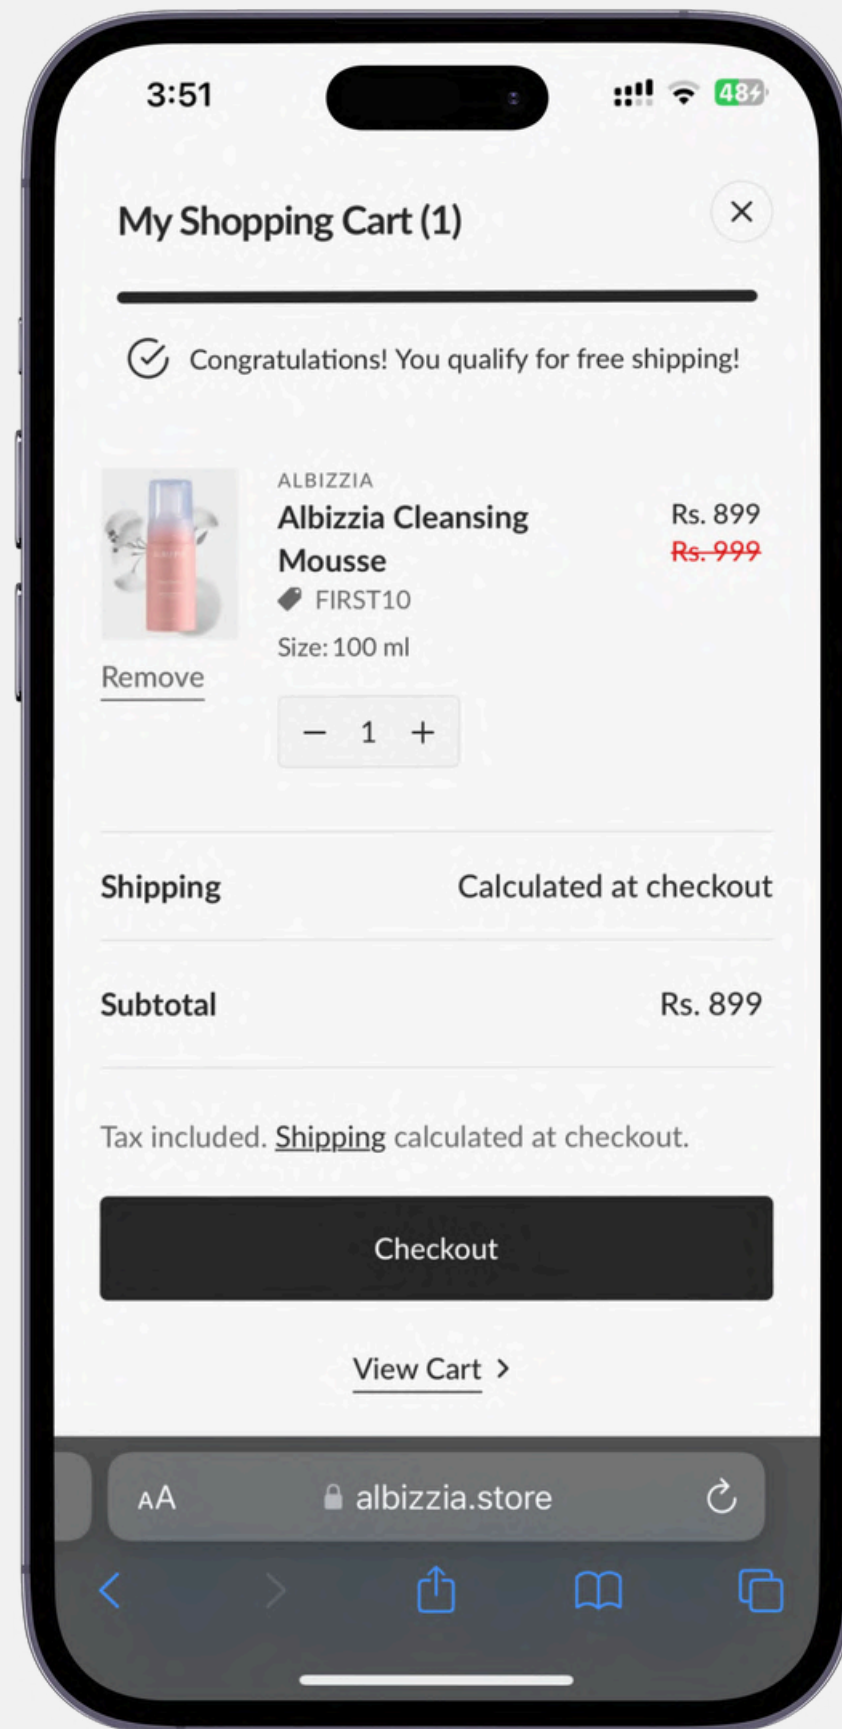 3:51
48
My Shopping Cart (1)
Congratulations! You qualify for free shipping!
ALBIZZIA
Albizzia Cleansing
Mousse
Rs. 899
Rs. 999
FIRST10
Size: 100 ml
Remove
− 1 +
Shipping
Calculated at checkout
Subtotal
Rs. 899
Tax included. Shipping calculated at checkout.
Checkout
View Cart >
AA
albizzia.store